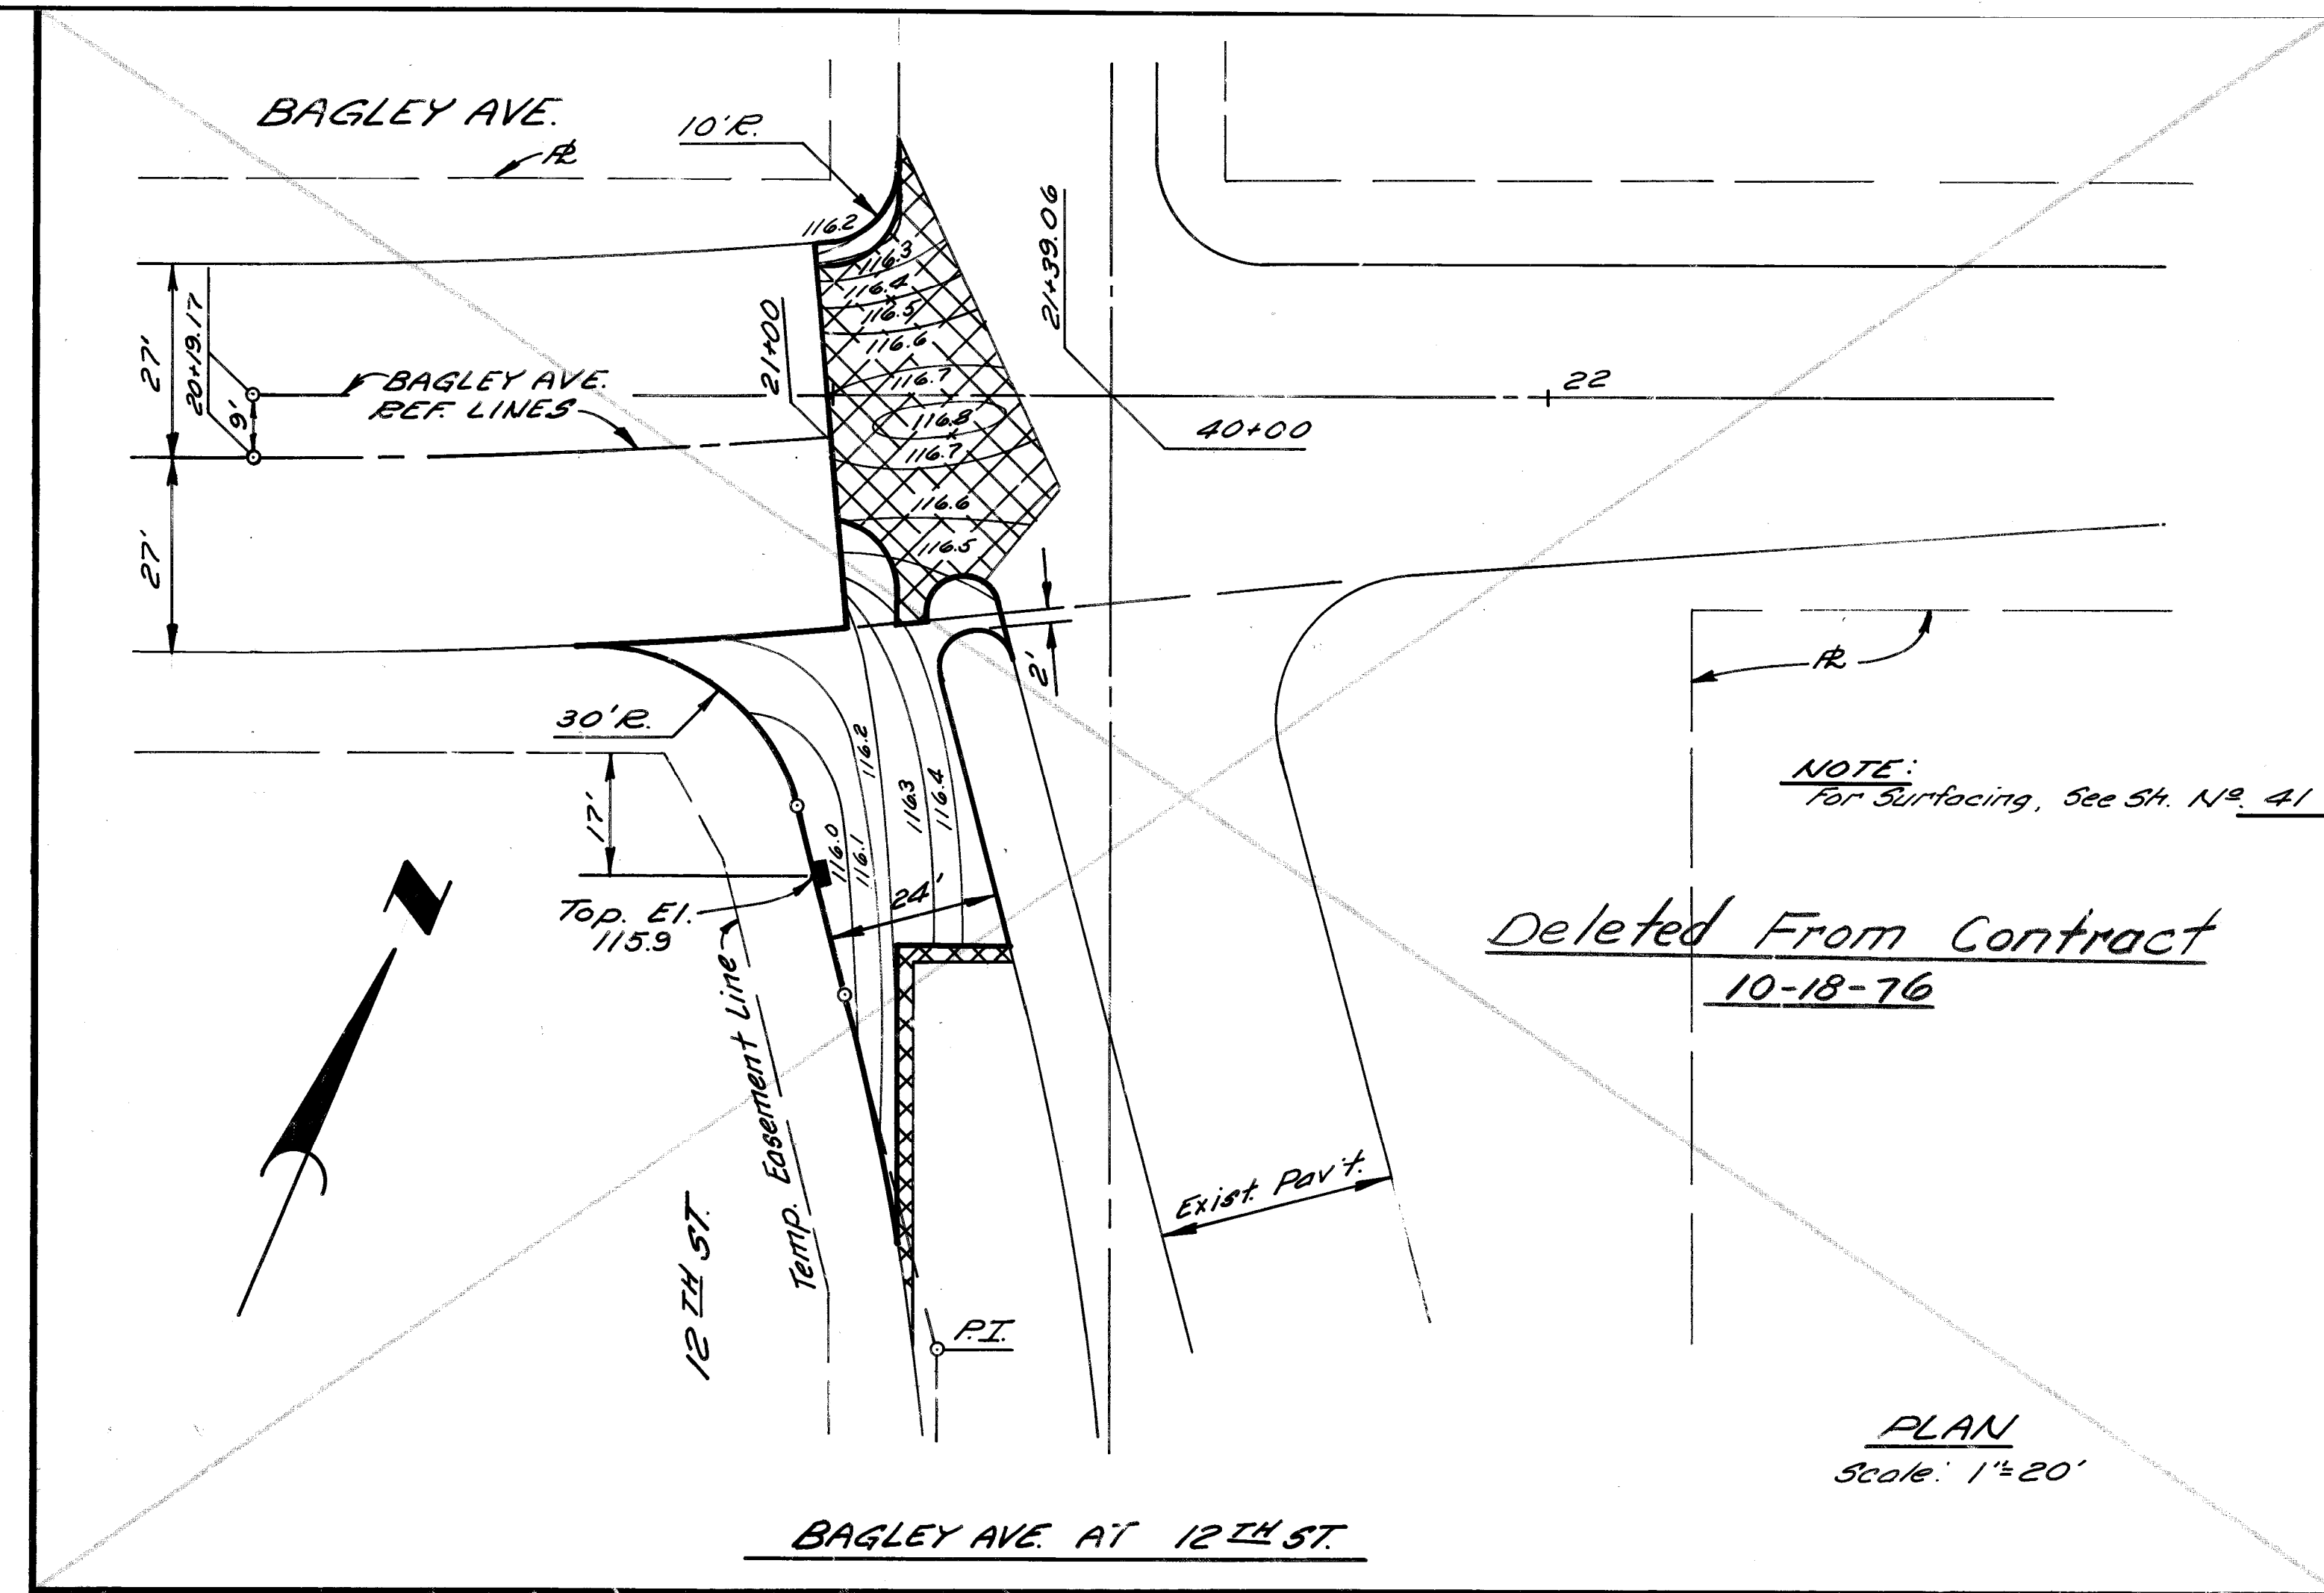 BAGLEY AVE.
PL
10'R.
116.2
116.3
116.4
116.5
116.6
116.7
116.8
116.7
116.6
116.5
27'
20+19.17
9'
27'
BAGLEY AVE.
REF. LINES
21+00
21+39.06
40+00
22
2'
PL
30'R.
17'
116.0
116.1
116.2
116.3
116.4
24'
Top. El.
115.9
NOTE:
For Surfacing, See Sh. Nº 41
Deleted From Contract
10-18-76
Temp. Easement Line
12TH ST.
Exist. Pav't.
P.I.
N
PLAN
Scale: 1"=20'
BAGLEY AVE. AT 12TH ST.